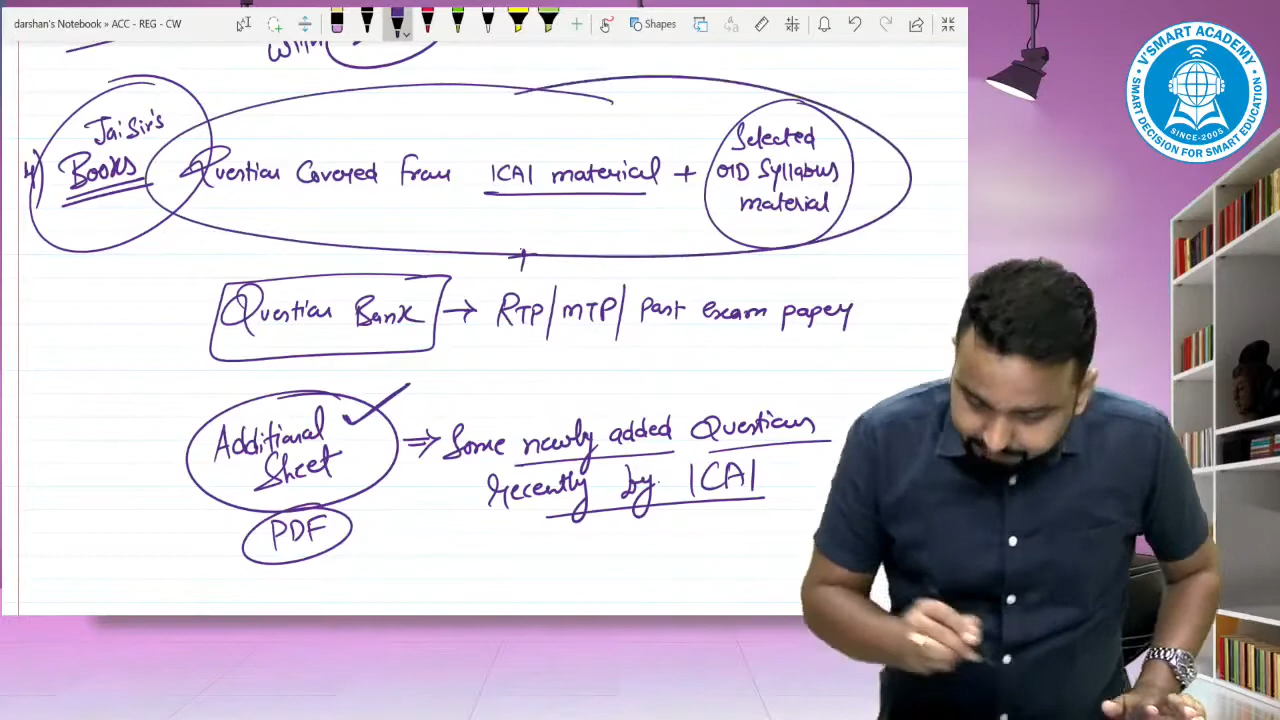 darshan's Notebook » ACC - REG - CW
Shapes
within
4) Jai Sir's
Books
Question Covered from ICAI material +
Selected
Old Syllabus
material
+
Question Bank → RTP/MTP/ Past exam papers
Additional
Sheet
⇒ Some newly added Questions
recently by ICAI
PDF
V'SMART ACADEMY
SINCE-2005
SMART DECISION FOR SMART EDUCATION